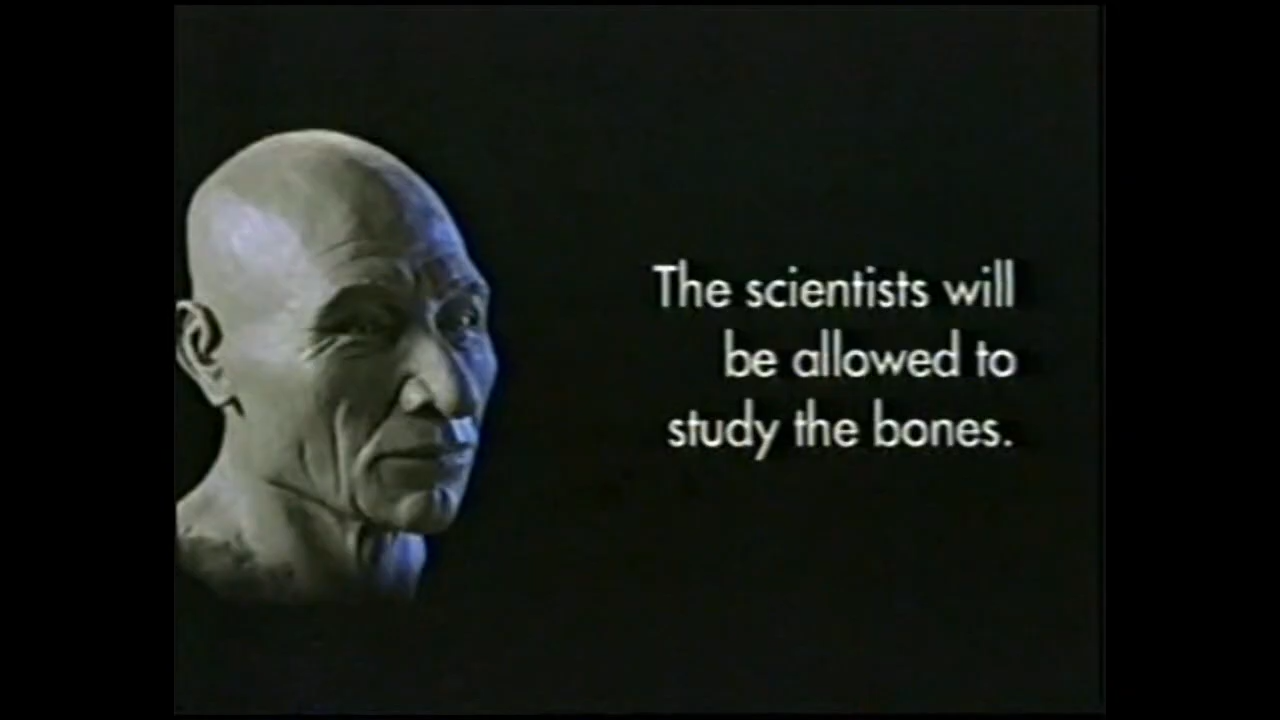 The scientists will
be allowed to
study the bones.